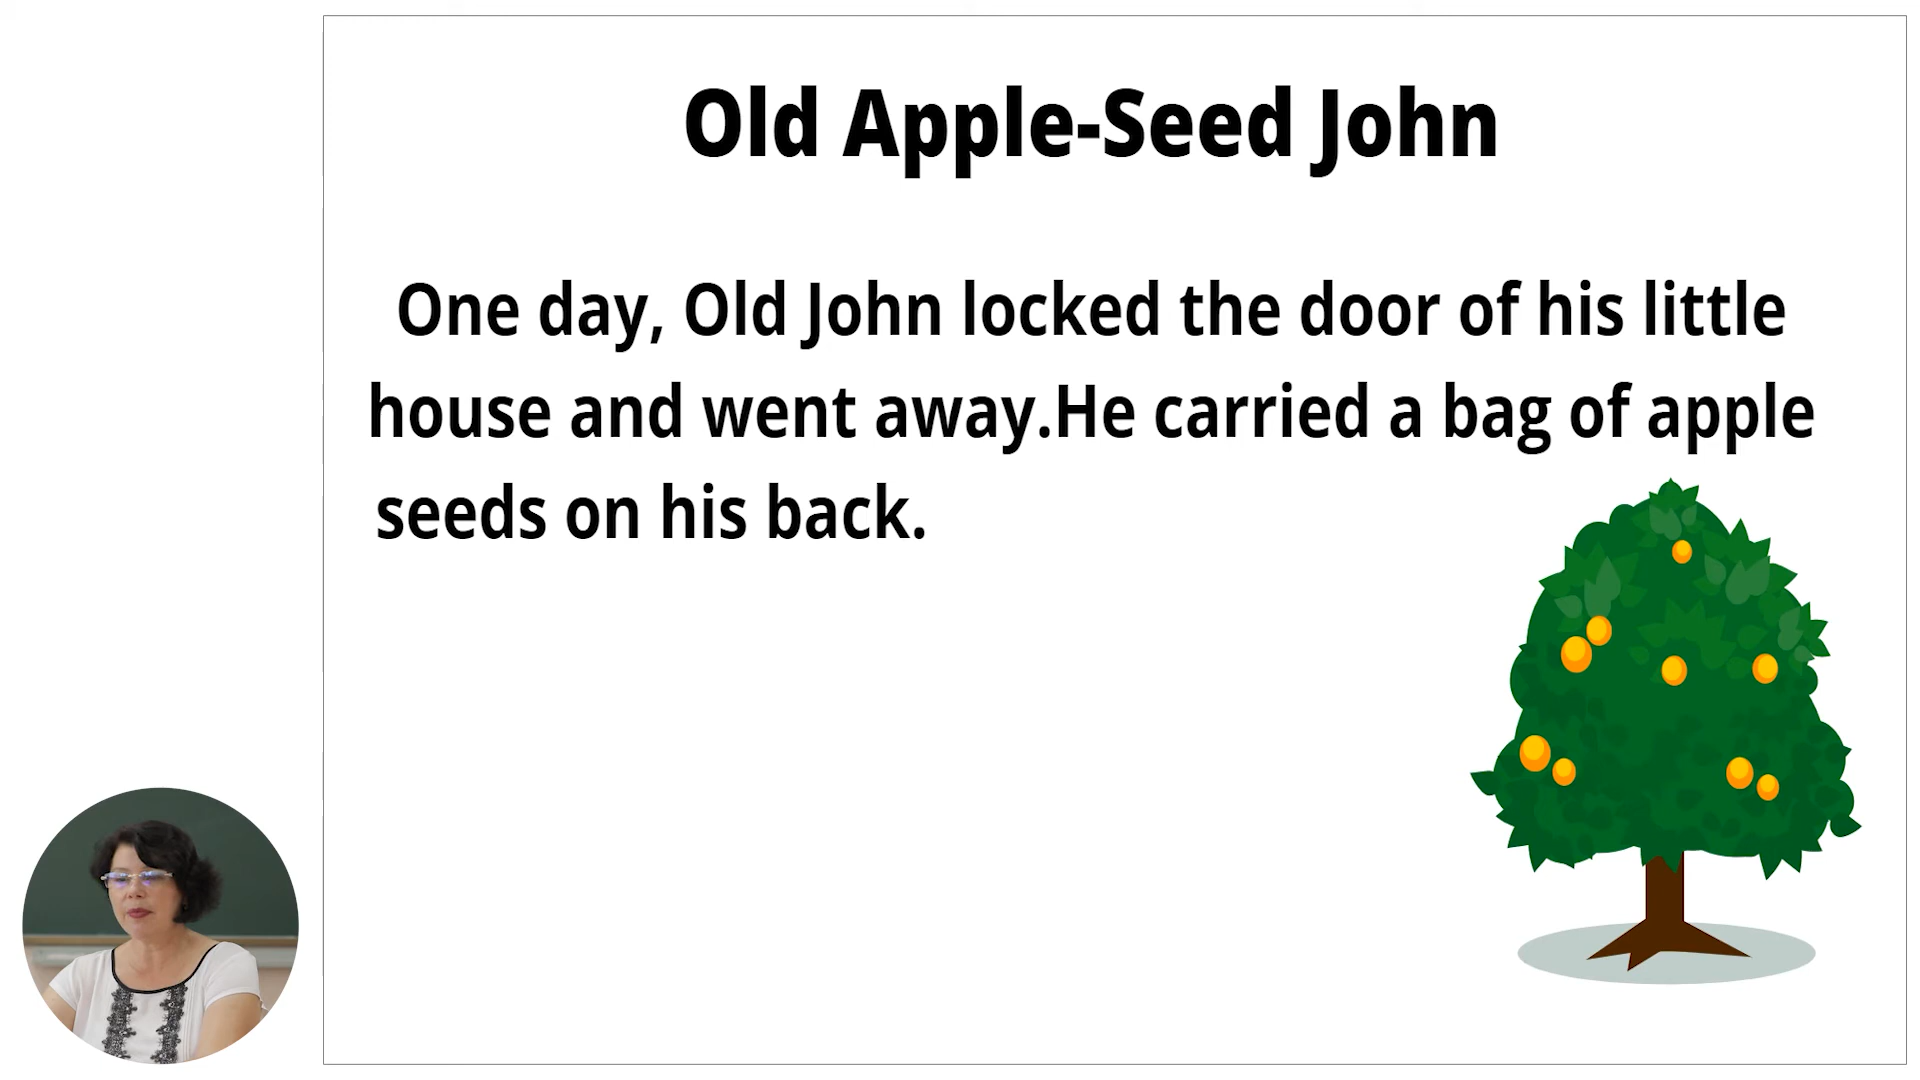 Old Apple-Seed John
One day, Old John locked the door of his little
house and went away.He carried a bag of apple
seeds on his back.